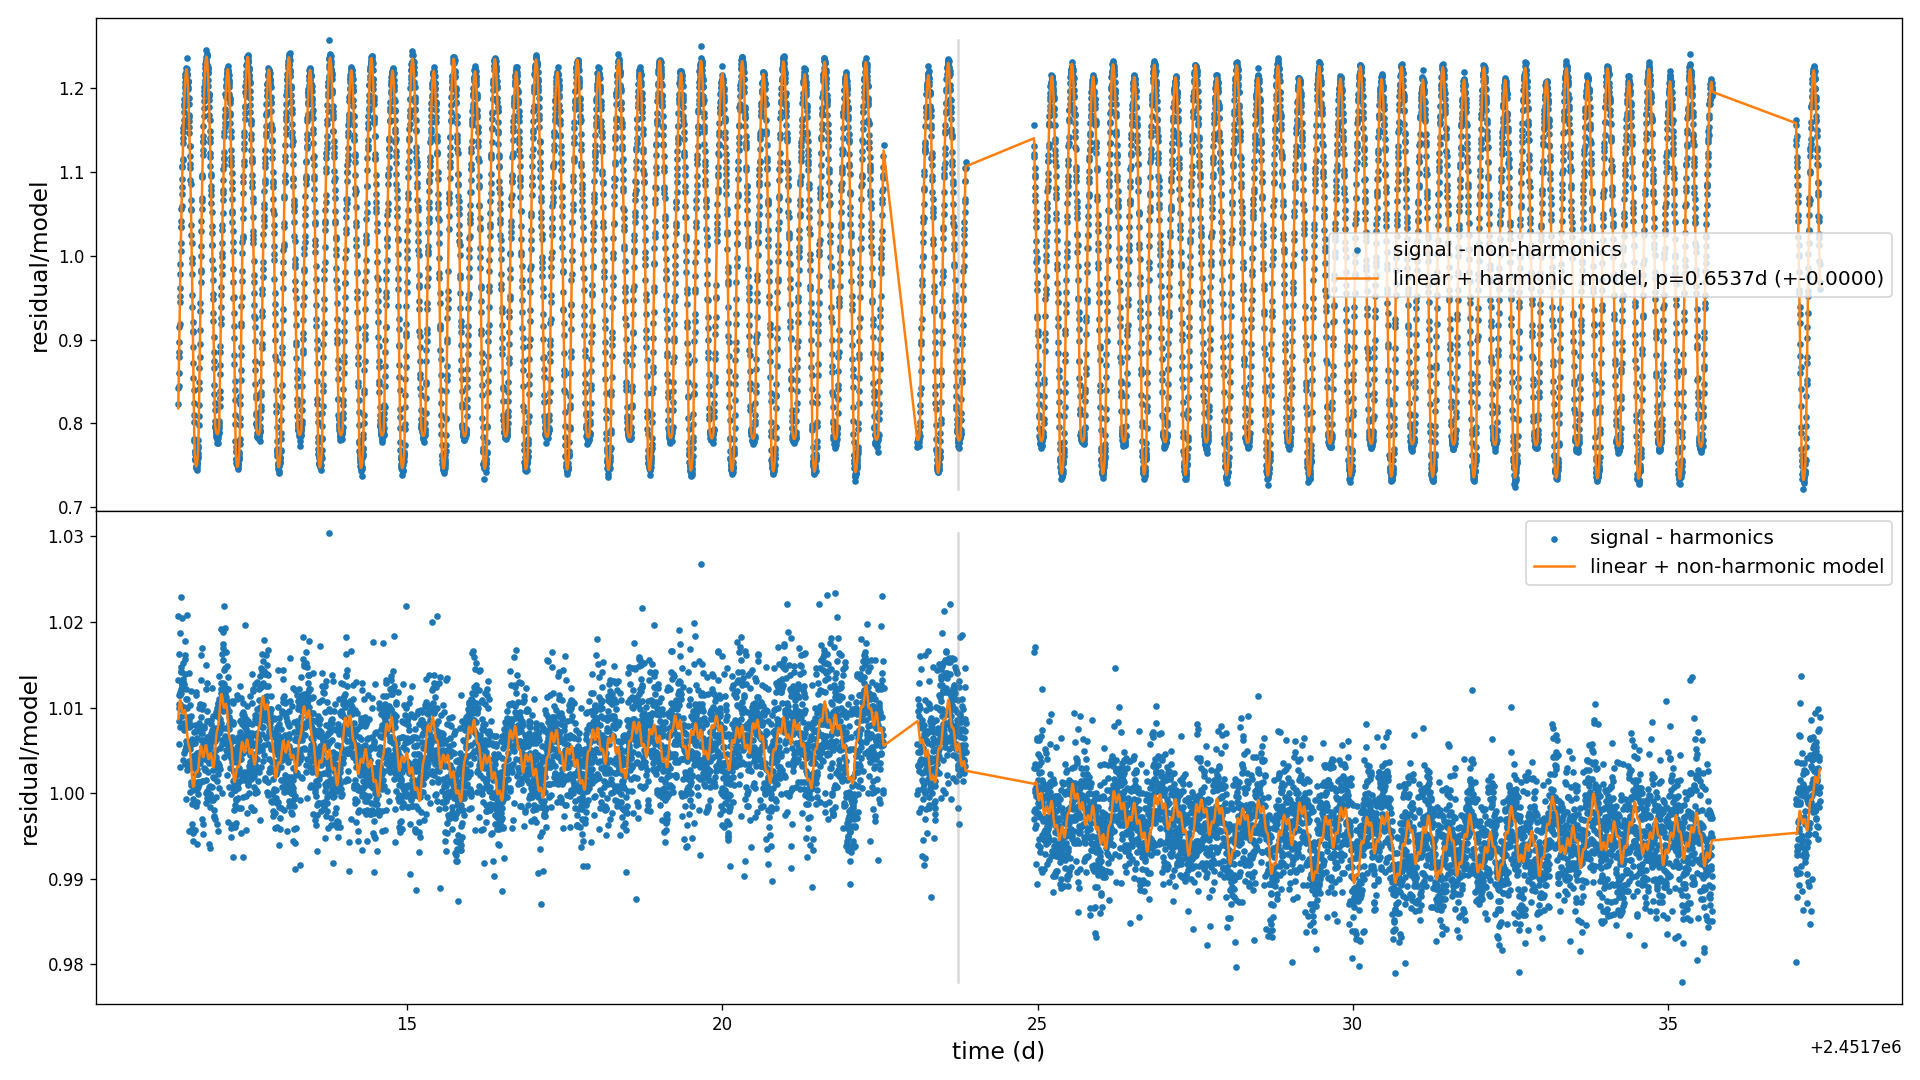 residual/model
1.2
1.1
1.0
0.9
0.8
0.7
signal - non-harmonics
linear + harmonic model, p=0.6537d (+-0.0000)
residual/model
1.03
1.02
1.01
1.00
0.99
0.98
signal - harmonics
linear + non-harmonic model
15
20
25
30
35
time (d)
+2.4517e6